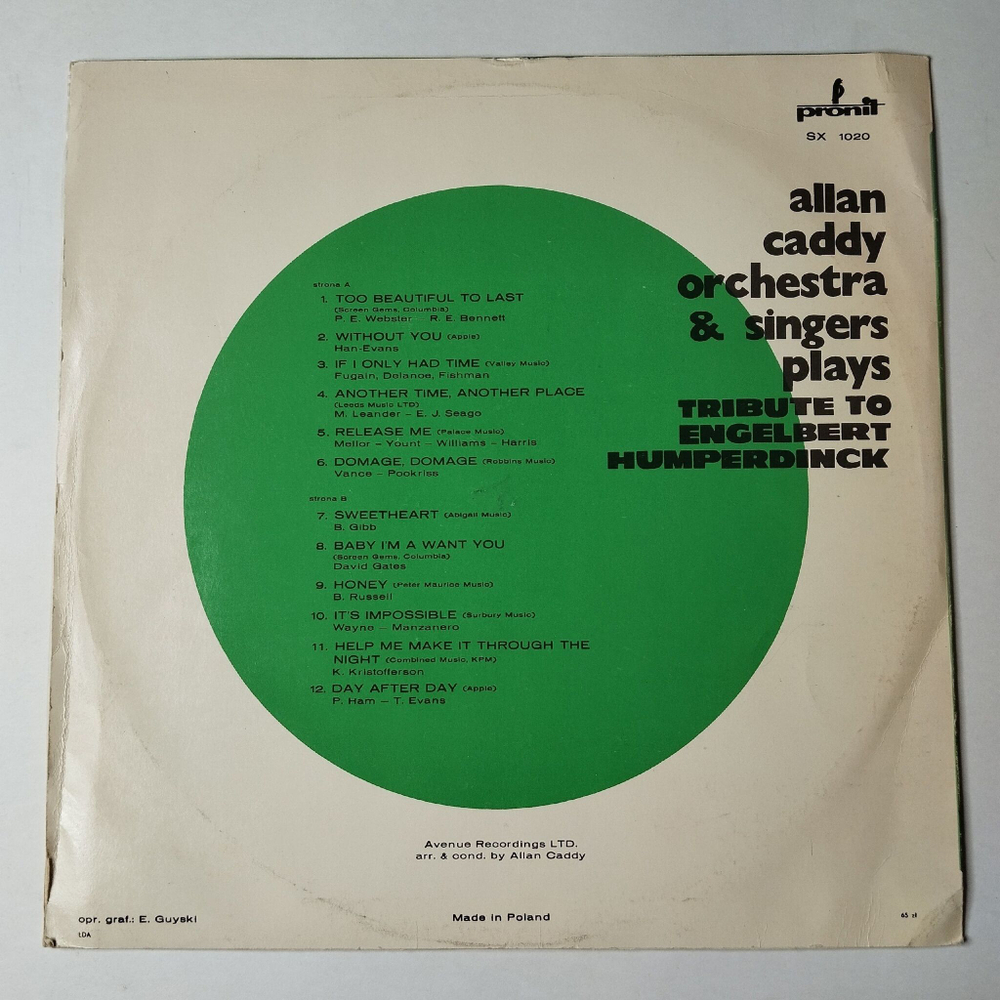 pronit
SX 1020
allan
caddy
orchestra
& singers
plays
TRIBUTE TO
ENGELBERT
HUMPERDINCK
strona A
1. TOO BEAUTIFUL TO LAST
(Screen Gems, Columbia)
P. E. Webster R. E. Bennett
2. WITHOUT YOU (Apple)
Han-Evans
3. IF I ONLY HAD TIME (Valley Music)
Fugain, Delanoe, Fishman
4. ANOTHER TIME, ANOTHER PLACE
(Leeds Music LTD)
M. Leander – E. J. Seago
5. RELEASE ME (Palace Music)
Mellor – Yount – Williams – Harris
6. DOMAGE, DOMAGE (Robbins Music)
Vance – Pockriss
strona B
7. SWEETHEART (Abigail Music)
B. Gibb
8. BABY I'M A WANT YOU
(Screen Gems, Columbia)
David Gates
9. HONEY (Peter Maurice Music)
B. Russell
10. IT'S IMPOSSIBLE (Surbury Music)
Wayne – Manzanero
11. HELP ME MAKE IT THROUGH THE
NIGHT (Combined Music, KPM)
K. Kristofferson
12. DAY AFTER DAY (Apple)
P. Ham – T. Evans
Avenue Recordings LTD.
arr. & cond. by Allan Caddy
opr. graf.: E. Guyski
LDA
Made in Poland
65 zł